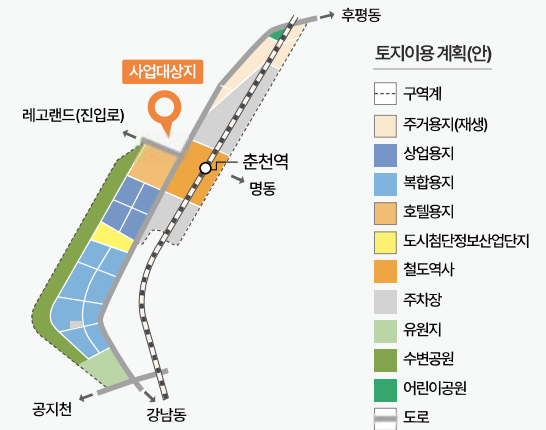 후평동
토지이용 계획(안)
사업대상지
구역계
레고랜드(진입로)
주거용지(재생)
상업용지
춘천역
복합용지
명동
호텔용지
도시첨단정보산업단지
철도역사
주차장
유원지
수변공원
어린이공원
공지천
강남동
도로